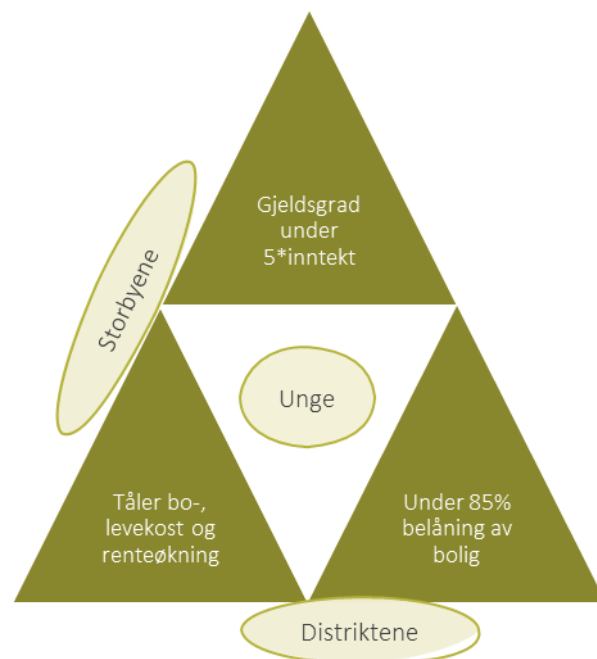 Gjeldsgrad
under
5*inntekt
Storbyene
Unge
Tåler bo-,
levekost og
renteøkning
Under 85%
belåning av
bolig
Distriktene